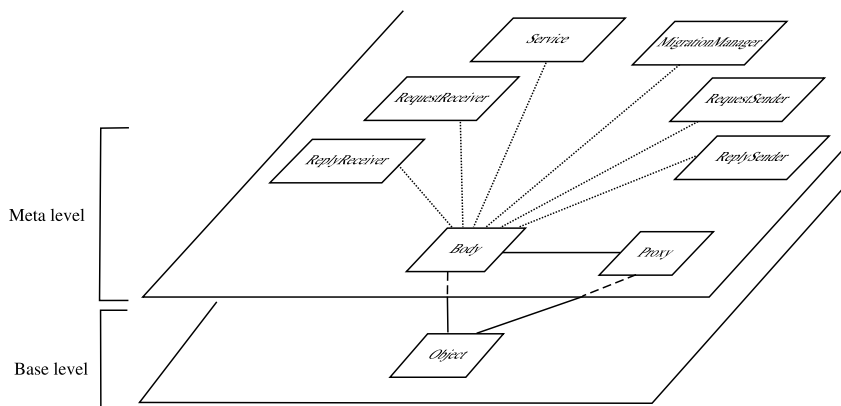 Service
MigrationManager
RequestReceiver
RequestSender
ReplyReceiver
ReplySender
Meta level
Body
Proxy
Object
Base level